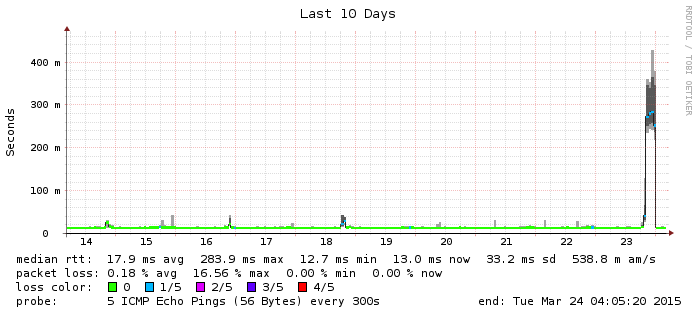 Last 10 Days
RRDTOOL / TOBI OETIKER
Seconds
400 m
300 m
200 m
100 m
0
14 15 16 17 18 19 20 21 22 23
median rtt: 17.9 ms avg 283.9 ms max 12.7 ms min 13.0 ms now 33.2 ms sd 538.8 m am/s
packet loss: 0.18 % avg 16.56 % max 0.00 % min 0.00 % now
loss color: 0 1/5 2/5 3/5 4/5
probe: 5 ICMP Echo Pings (56 Bytes) every 300s end: Tue Mar 24 04:05:20 2015